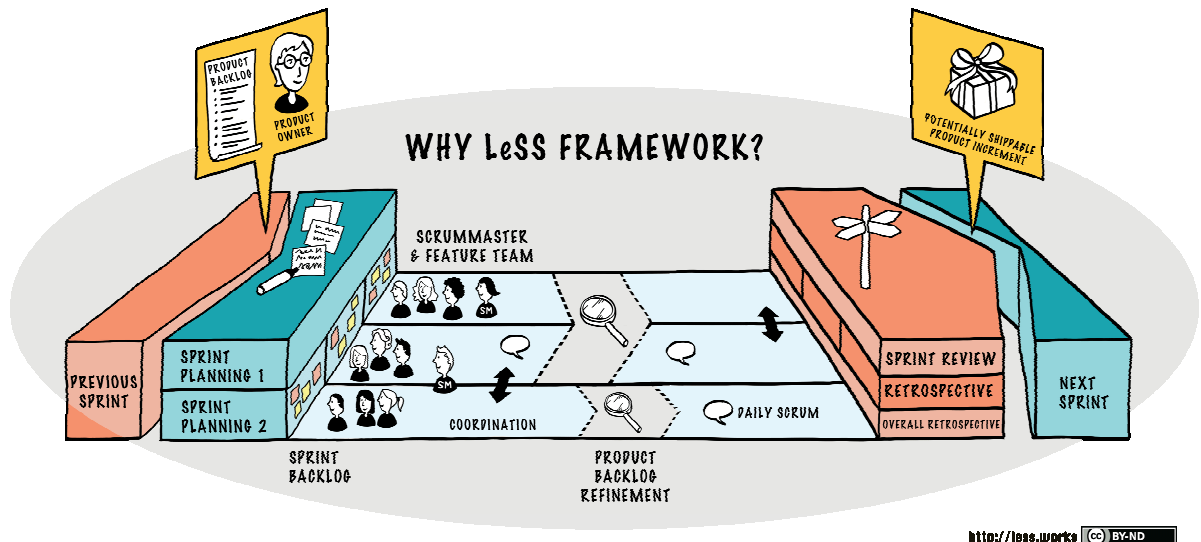 PRODUCT
BACKLOG
PRODUCT
OWNER
WHY LeSS FRAMEWORK?
POTENTIALLY SHIPPABLE
PRODUCT INCREMENT
SCRUMMASTER
& FEATURE TEAM
SM
SM
SPRINT
PLANNING 1
SPRINT
PLANNING 2
PREVIOUS
SPRINT
COORDINATION
DAILY SCRUM
SPRINT REVIEW
RETROSPECTIVE
OVERALL RETROSPECTIVE
NEXT
SPRINT
SPRINT
BACKLOG
PRODUCT
BACKLOG
REFINEMENT
http://less.works
cc BY-ND